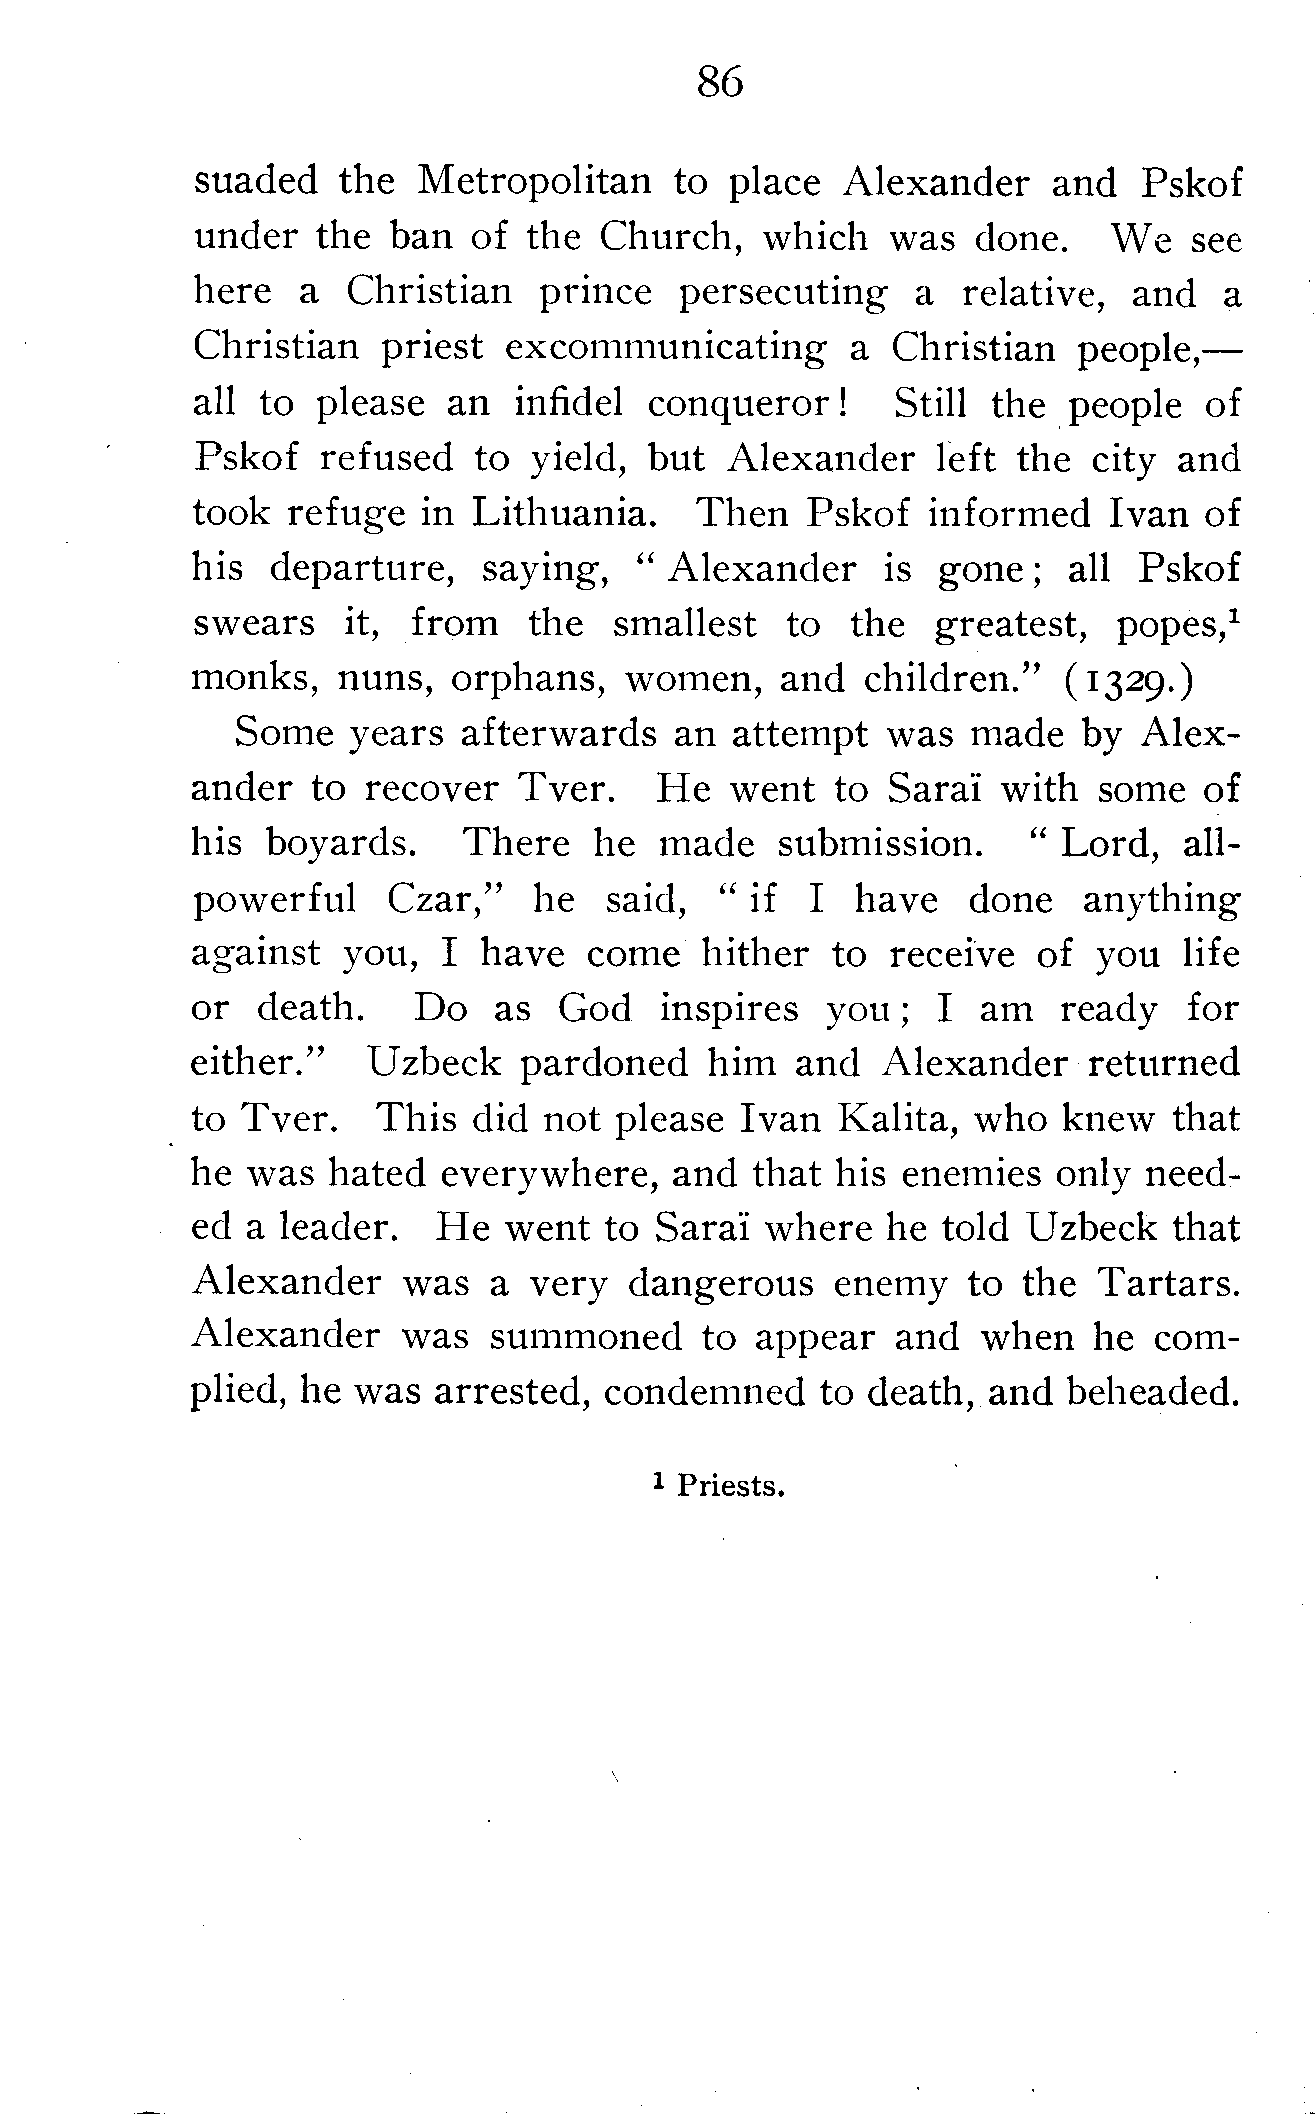 86
suaded the Metropolitan to place Alexander and Pskof
under the ban of the Church, which was done. We see
here a Christian prince persecuting a relative, and a
Christian priest excommunicating a Christian people,—
all to please an infidel conqueror! Still the people of
Pskof refused to yield, but Alexander left the city and
took refuge in Lithuania. Then Pskof informed Ivan of
his departure, saying, “ Alexander is gone; all Pskof
swears it, from the smallest to the greatest, popes,¹
monks, nuns, orphans, women, and children.” (1329.)
Some years afterwards an attempt was made by Alex-
ander to recover Tver. He went to Saraï with some of
his boyards. There he made submission. “ Lord, all-
powerful Czar,” he said, “ if I have done anything
against you, I have come hither to receive of you life
or death. Do as God inspires you; I am ready for
either.” Uzbeck pardoned him and Alexander returned
to Tver. This did not please Ivan Kalita, who knew that
he was hated everywhere, and that his enemies only need-
ed a leader. He went to Saraï where he told Uzbeck that
Alexander was a very dangerous enemy to the Tartars.
Alexander was summoned to appear and when he com-
plied, he was arrested, condemned to death, and beheaded.
¹ Priests.